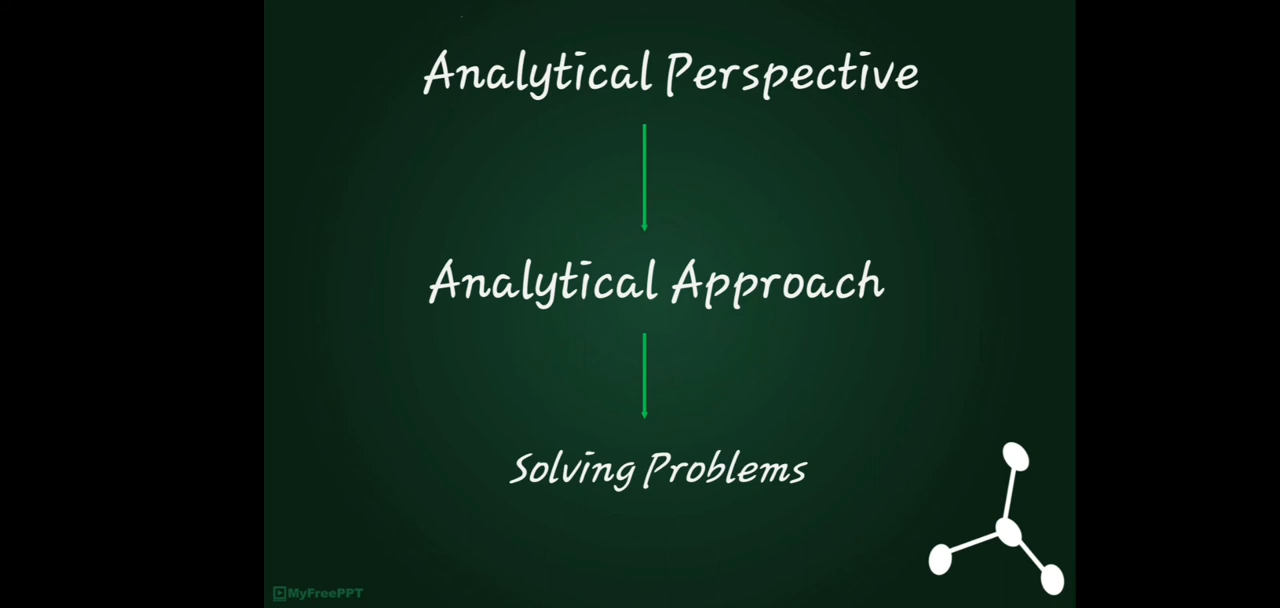 Analytical Perspective
Analytical Approach
Solving Problems
MyFreePPT